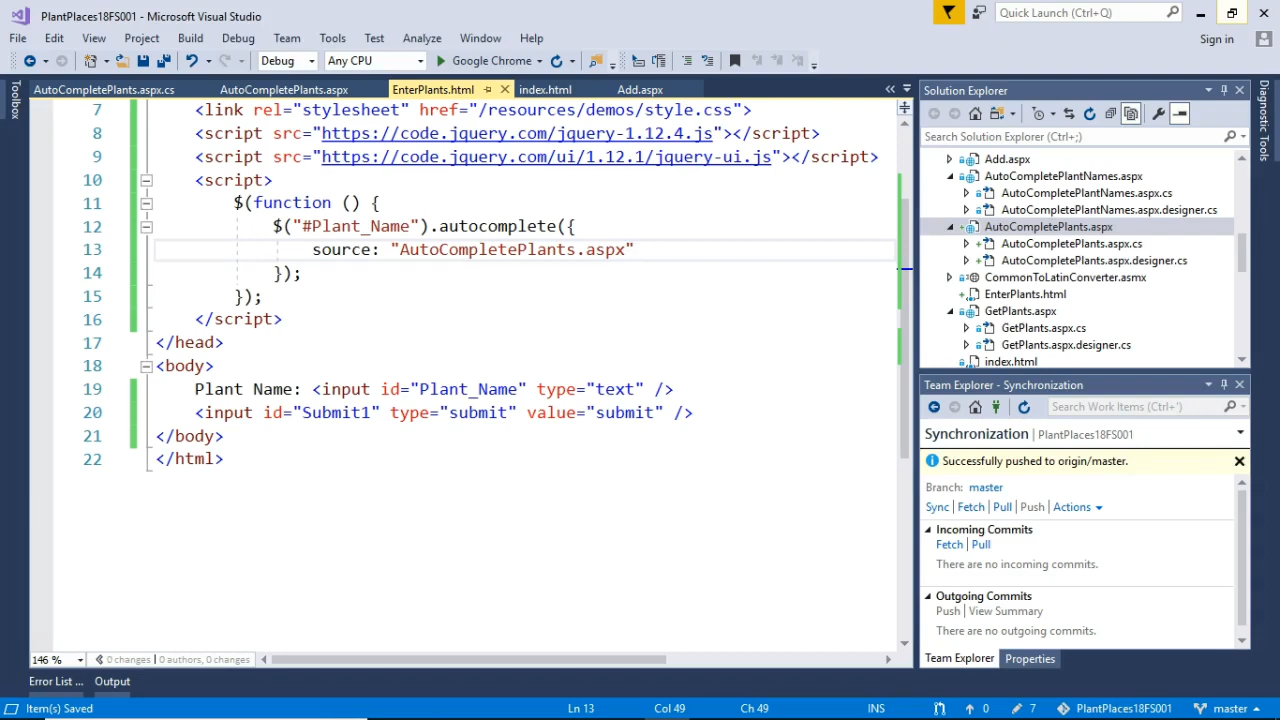 PlantPlaces18FS001 - Microsoft Visual Studio
Quick Launch (Ctrl+Q)
File Edit View Project Build Debug Team Tools Test Analyze Window Help
Sign in
Debug Any CPU Google Chrome
Toolbox
AutoCompletePlants.aspx.cs AutoCompletePlants.aspx EnterPlants.html index.html Add.aspx
7 <link rel="stylesheet" href="/resources/demos/style.css">
8 <script src="https://code.jquery.com/jquery-1.12.4.js"></script>
9 <script src="https://code.jquery.com/ui/1.12.1/jquery-ui.js"></script>
10 <script>
11 $(function () {
12 $("#Plant_Name").autocomplete({
13 source: "AutoCompletePlants.aspx"
14 });
15 });
16 </script>
17 </head>
18 <body>
19 Plant Name: <input id="Plant_Name" type="text" />
20 <input id="Submit1" type="submit" value="submit" />
21 </body>
22 </html>
146 % 0 changes | 0 authors, 0 changes
Error List ... Output
Solution Explorer
Search Solution Explorer (Ctrl+;)
Add.aspx
AutoCompletePlantNames.aspx
AutoCompletePlantNames.aspx.cs
AutoCompletePlantNames.aspx.designer.cs
AutoCompletePlants.aspx
AutoCompletePlants.aspx.cs
AutoCompletePlants.aspx.designer.cs
CommonToLatinConverter.asmx
EnterPlants.html
GetPlants.aspx
GetPlants.aspx.cs
GetPlants.aspx.designer.cs
index.html
Team Explorer - Synchronization
Search Work Items (Ctrl+')
Synchronization | PlantPlaces18FS001
Successfully pushed to origin/master.
Branch: master
Sync | Fetch | Pull | Push | Actions
Incoming Commits
Fetch | Pull
There are no incoming commits.
Outgoing Commits
Push | View Summary
There are no outgoing commits.
Team Explorer Properties
Diagnostic Tools
Item(s) Saved Ln 13 Col 49 Ch 49 INS 0 7 PlantPlaces18FS001 master